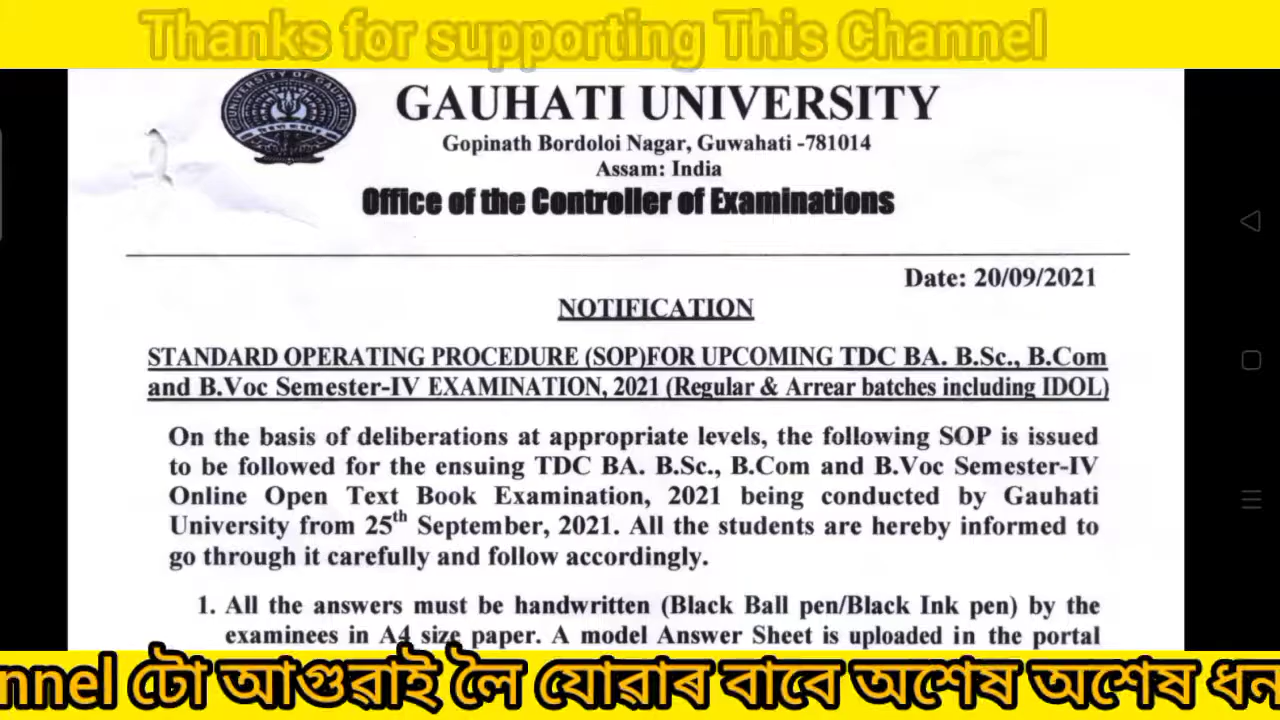 Thanks for supporting This Channel
UNIVERSITY OF GAUHATI
GAUHATI UNIVERSITY
Gopinath Bordoloi Nagar, Guwahati -781014
Assam: India
Office of the Controller of Examinations
Date: 20/09/2021
NOTIFICATION
STANDARD OPERATING PROCEDURE (SOP)FOR UPCOMING TDC BA. B.Sc., B.Com
and B.Voc Semester-IV EXAMINATION, 2021 (Regular & Arrear batches including IDOL)
On the basis of deliberations at appropriate levels, the following SOP is issued
to be followed for the ensuing TDC BA. B.Sc., B.Com and B.Voc Semester-IV
Online Open Text Book Examination, 2021 being conducted by Gauhati
University from 25th September, 2021. All the students are hereby informed to
go through it carefully and follow accordingly.
1. All the answers must be handwritten (Black Ball pen/Black Ink pen) by the
examinees in A4 size paper. A model Answer Sheet is uploaded in the portal
nnel টো আগুৱাই লৈ যোৱাৰ বাবে অশেষ অশেষ ধন